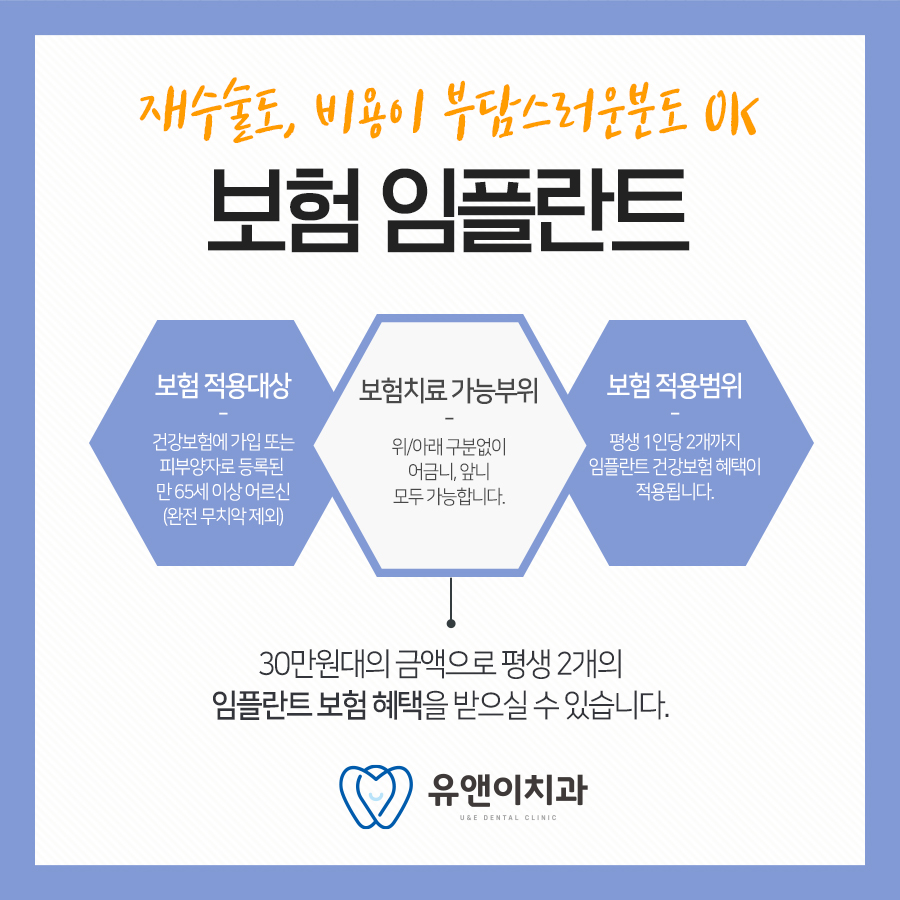 재수술도, 비용이 부담스러운분도 OK
보험 임플란트
보험 적용대상
-
건강보험에 가입 또는
피부양자로 등록된
만 65세 이상 어르신
(완전 무치악 제외)
보험치료 가능부위
-
위/아래 구분없이
어금니, 앞니
모두 가능합니다.
보험 적용범위
-
평생 1인당 2개까지
임플란트 건강보험 혜택이
적용됩니다.
30만원대의 금액으로 평생 2개의
임플란트 보험 혜택을 받으실 수 있습니다.
유앤이치과
U&E DENTAL CLINIC